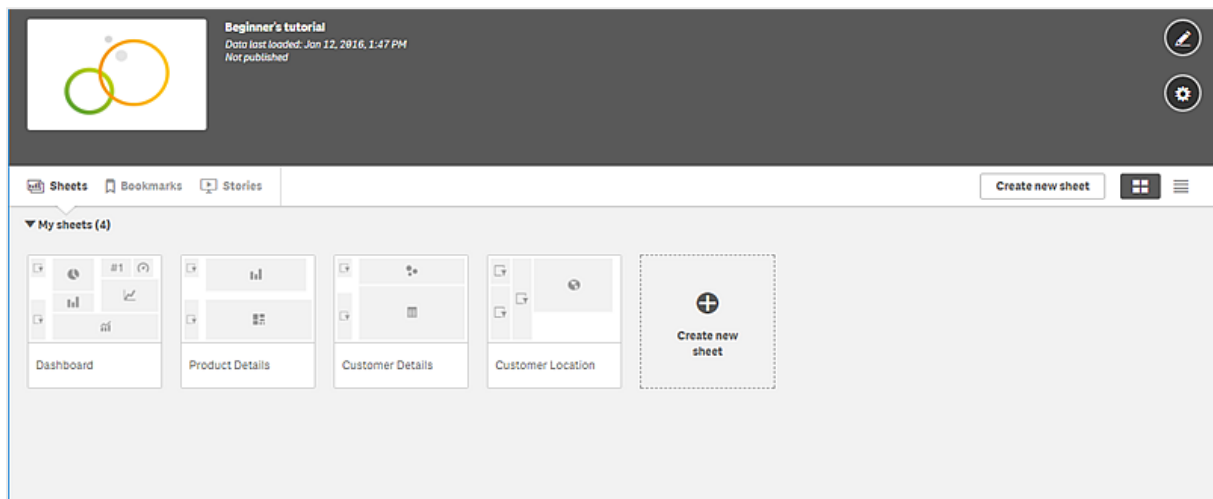 Beginner's tutorial
Data last loaded: Jan 12, 2016, 1:47 PM
Not published
Sheets Bookmarks Stories Create new sheet
My sheets (4)
#1
Dashboard Product Details Customer Details Customer Location Create new
sheet